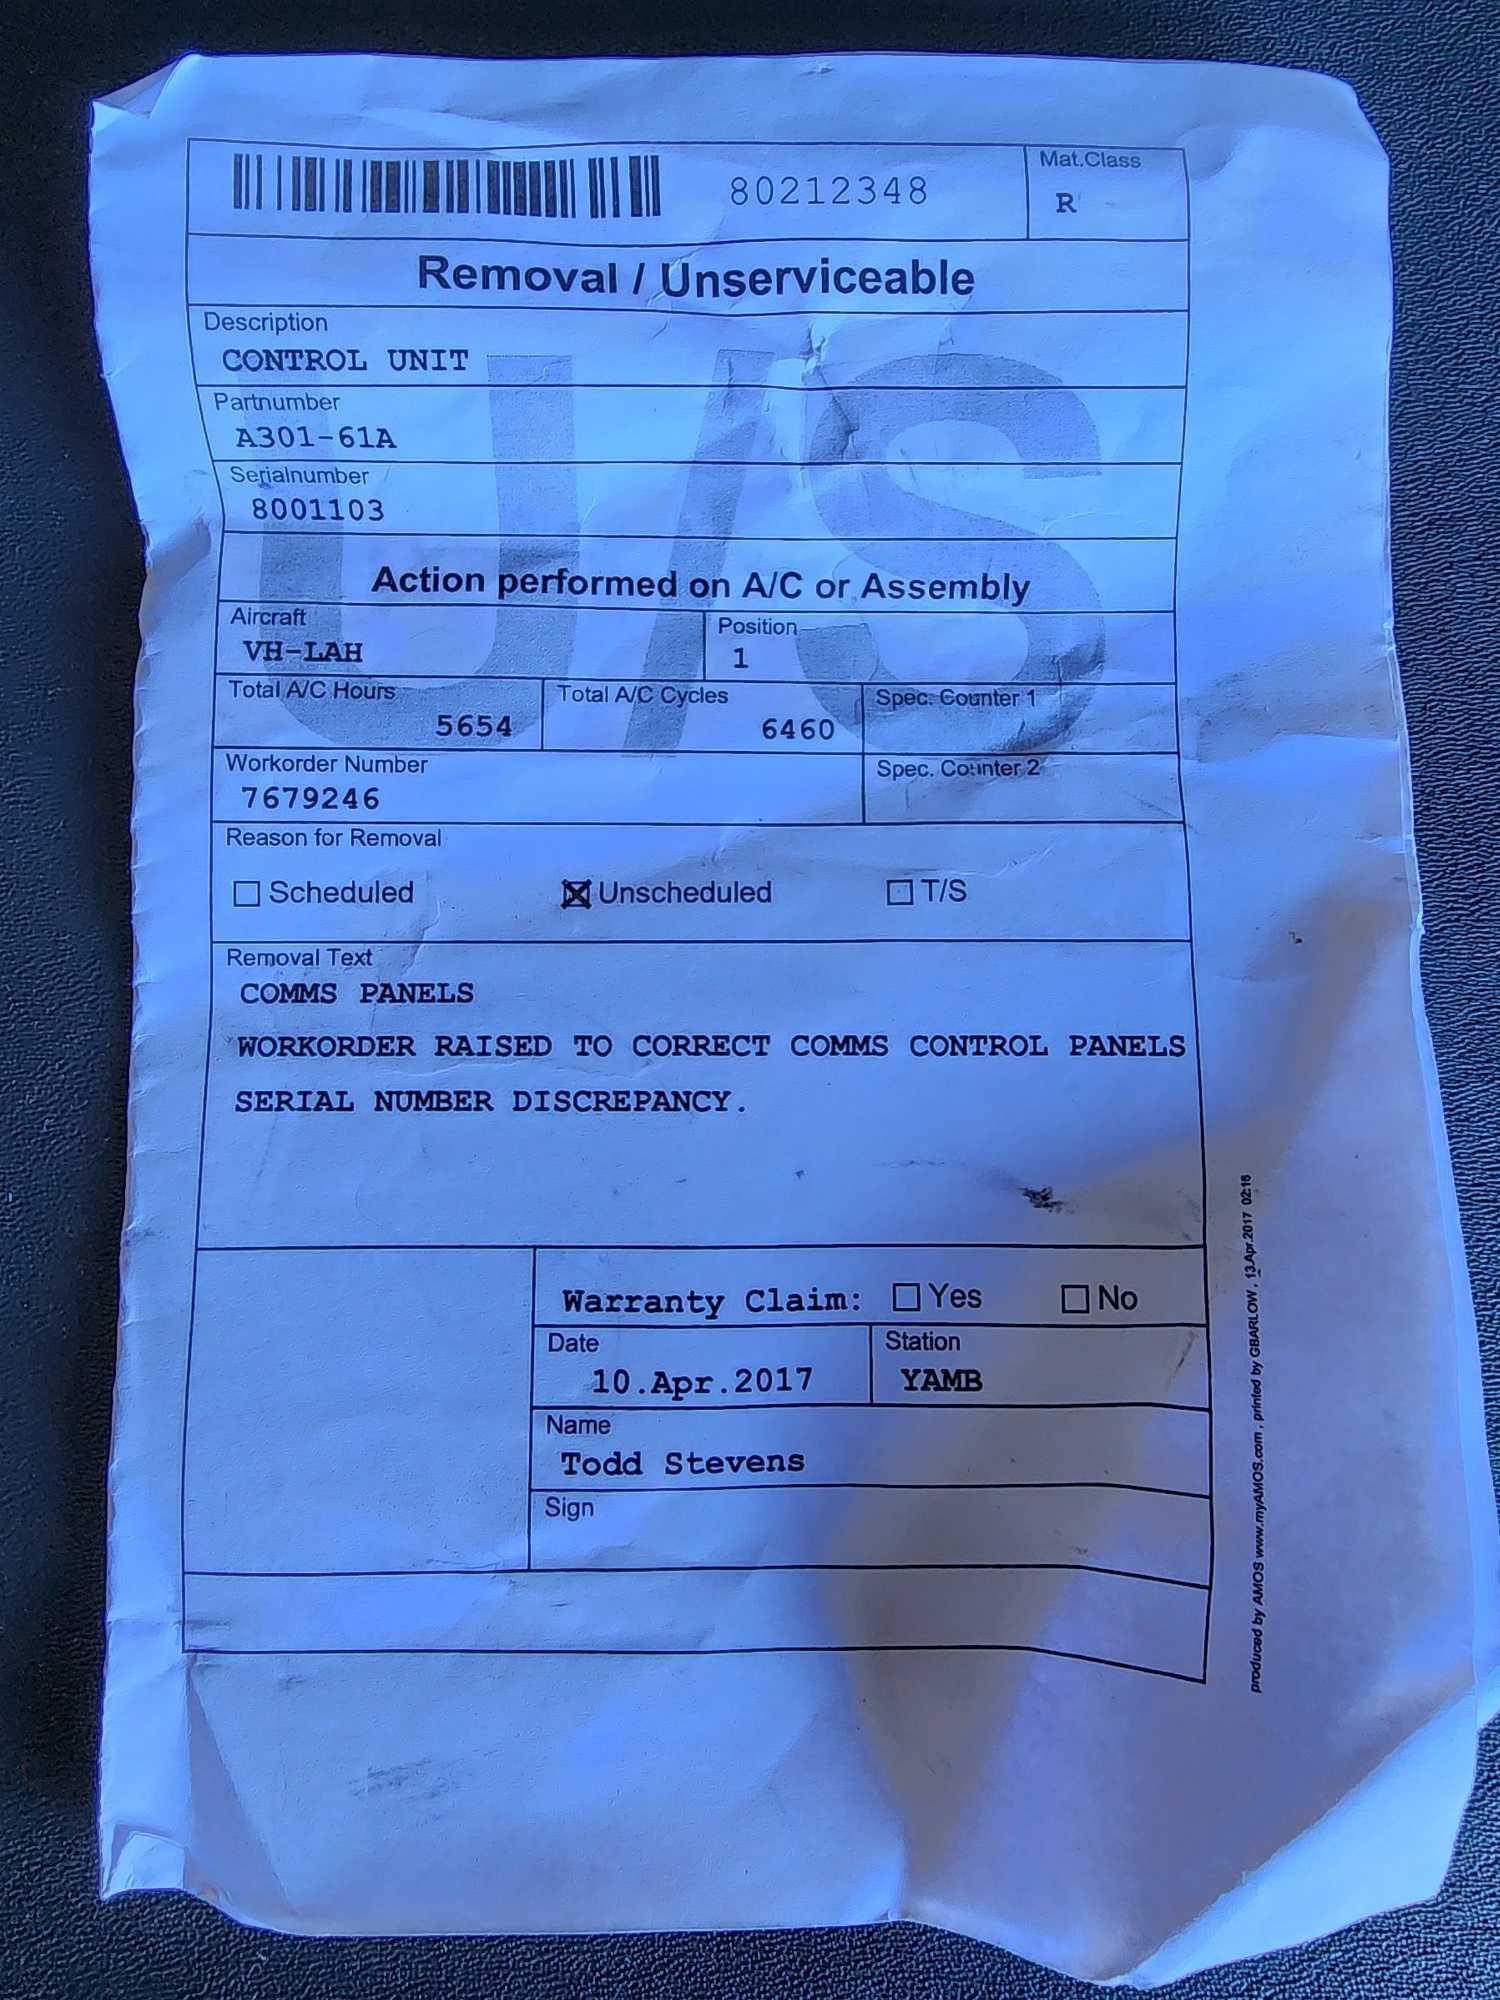 80212348
Mat.Class
R
Removal / Unserviceable
Description
CONTROL UNIT
Partnumber
A301-61A
Serialnumber
8001103
U/S
Action performed on A/C or Assembly
Aircraft
VH-LAH
Position
1
Total A/C Hours
5654
Total A/C Cycles
6460
Spec. Counter 1
Workorder Number
7679246
Spec. Counter 2
Reason for Removal
Scheduled
Unscheduled
T/S
Removal Text
COMMS PANELS
WORKORDER RAISED TO CORRECT COMMS CONTROL PANELS
SERIAL NUMBER DISCREPANCY.
Warranty Claim: Yes No
Date
10.Apr.2017
Station
YAMB
Name
Todd Stevens
Sign
produced by AMOS www.myAMOS.com , printed by GBARLOW , 13.Apr.2017 02:16